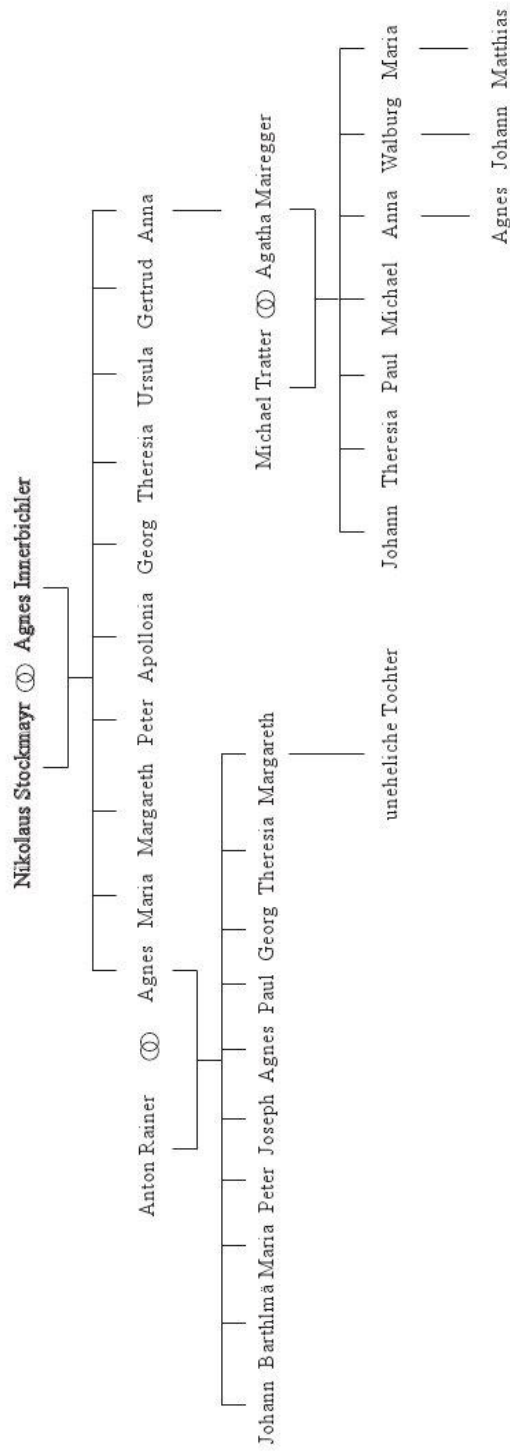 Nikolaus Stockmayr ⚭ Agnes Innerbichler
Anton Rainer ⚭ Agnes Maria Margareth Peter Apollonia Georg Theresia Ursula Gertrud Anna
Johann Barthlmä Maria Peter Joseph Agnes Paul Georg Theresia Margareth
Michael Tratter ⚭ Agatha Mairegger
uneheliche Tochter
Johann Theresia Paul Michael Anna Walburg Maria
Agnes Johann Matthias